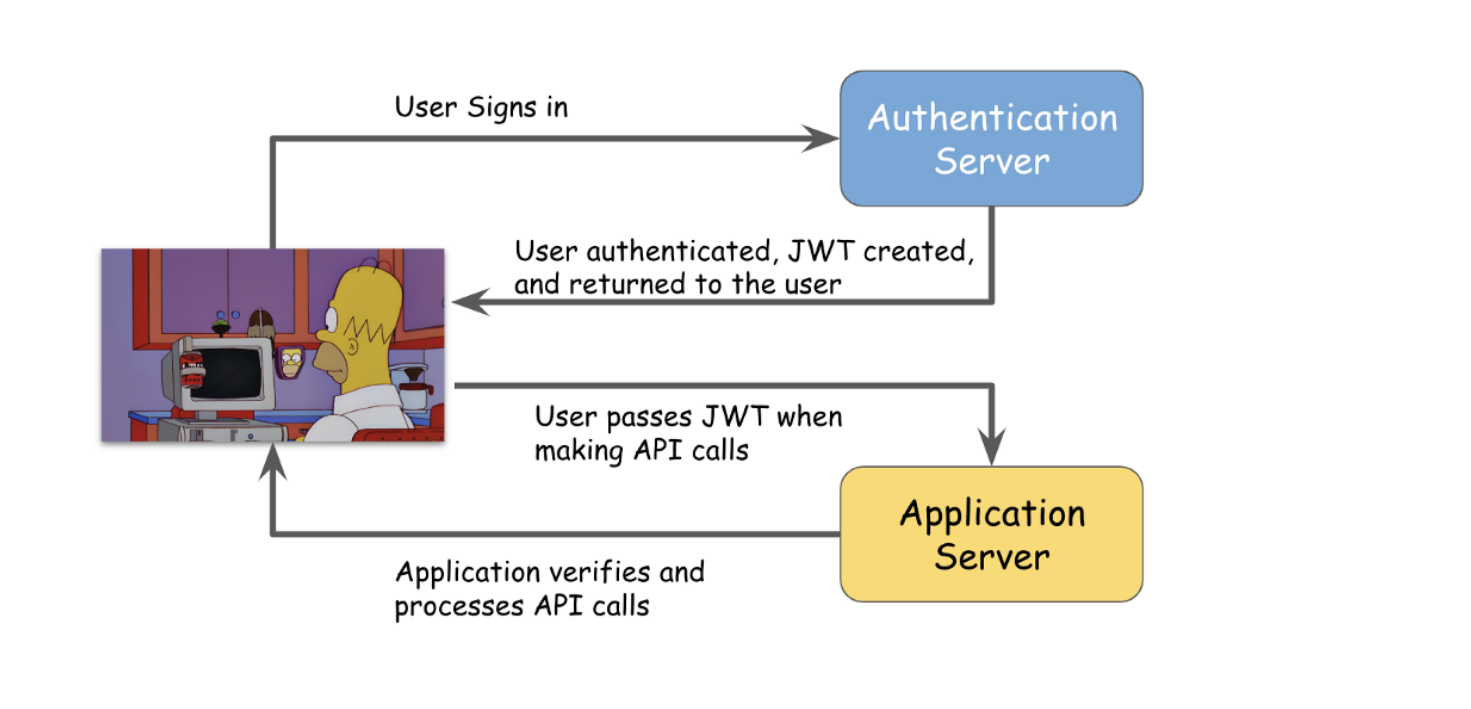 User Signs in
Authentication
Server
User authenticated, JWT created,
and returned to the user
User passes JWT when
making API calls
Application
Server
Application verifies and
processes API calls